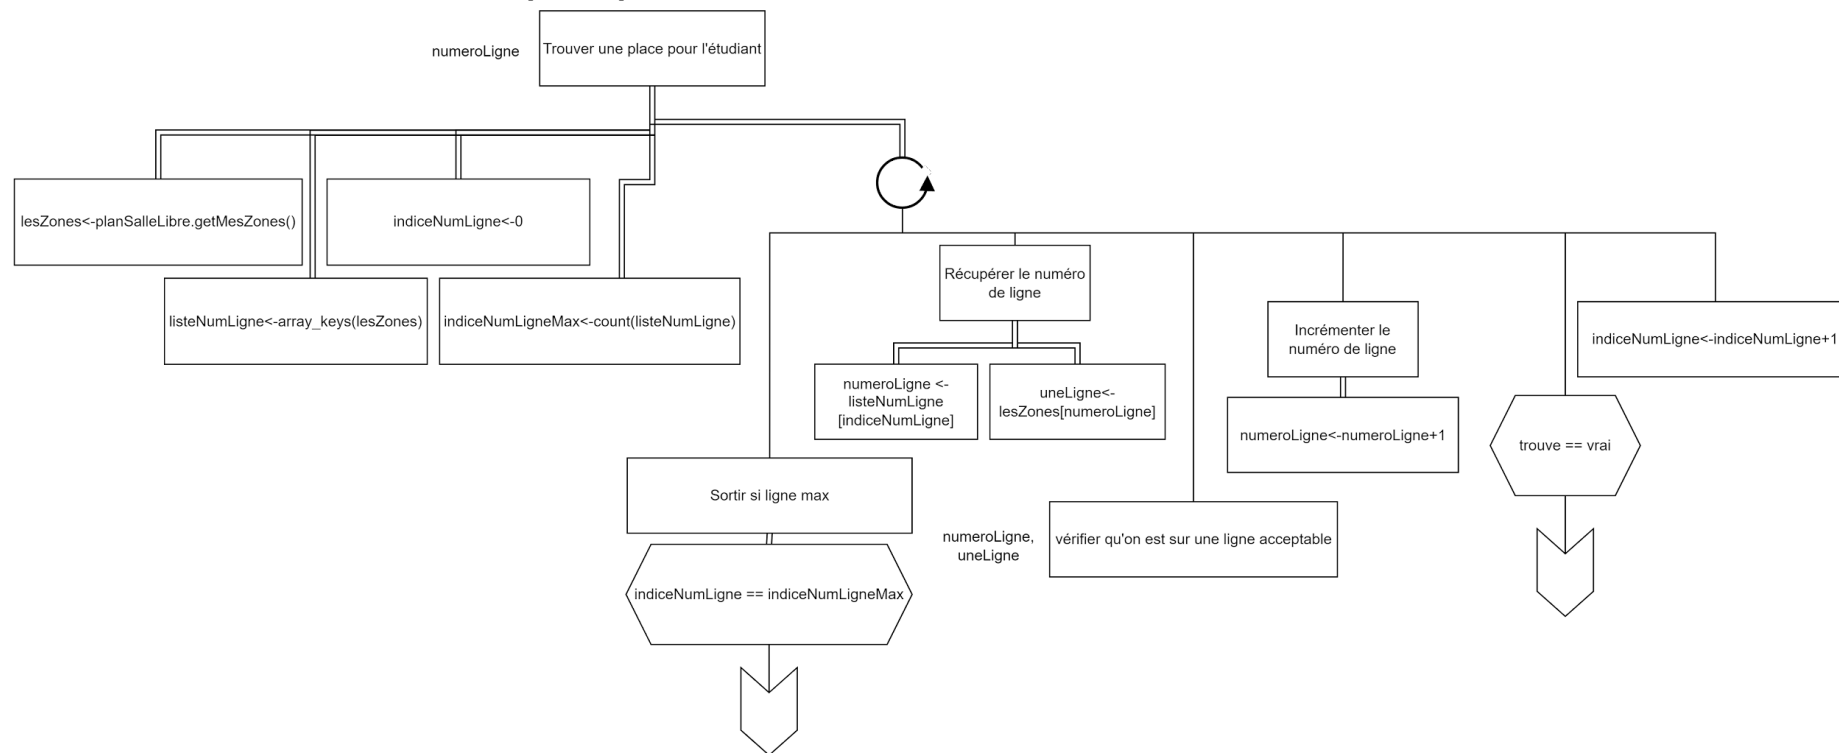 numeroLigne
Trouver une place pour l'étudiant
lesZones<-planSalleLibre.getMesZones()
indiceNumLigne<-0
listeNumLigne<-array_keys(lesZones)
indiceNumLigneMax<-count(listeNumLigne)
Récupérer le numéro
de ligne
numeroLigne <-
listeNumLigne
[indiceNumLigne]
uneLigne<-
lesZones[numeroLigne]
Incrémenter le
numéro de ligne
numeroLigne<-numeroLigne+1
indiceNumLigne<-indiceNumLigne+1
trouve == vrai
Sortir si ligne max
indiceNumLigne == indiceNumLigneMax
numeroLigne,
uneLigne
vérifier qu'on est sur une ligne acceptable